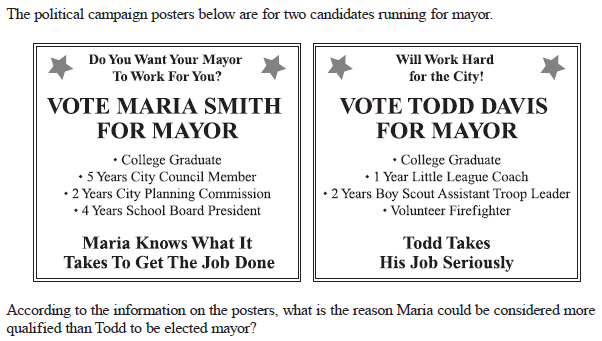 The political campaign posters below are for two candidates running for mayor.
Do You Want Your Mayor
To Work For You?
VOTE MARIA SMITH
FOR MAYOR
• College Graduate
• 5 Years City Council Member
• 2 Years City Planning Commission
• 4 Years School Board President
Maria Knows What It
Takes To Get The Job Done
Will Work Hard
for the City!
VOTE TODD DAVIS
FOR MAYOR
• College Graduate
• 1 Year Little League Coach
• 2 Years Boy Scout Assistant Troop Leader
• Volunteer Firefighter
Todd Takes
His Job Seriously
According to the information on the posters, what is the reason Maria could be considered more
qualified than Todd to be elected mayor?